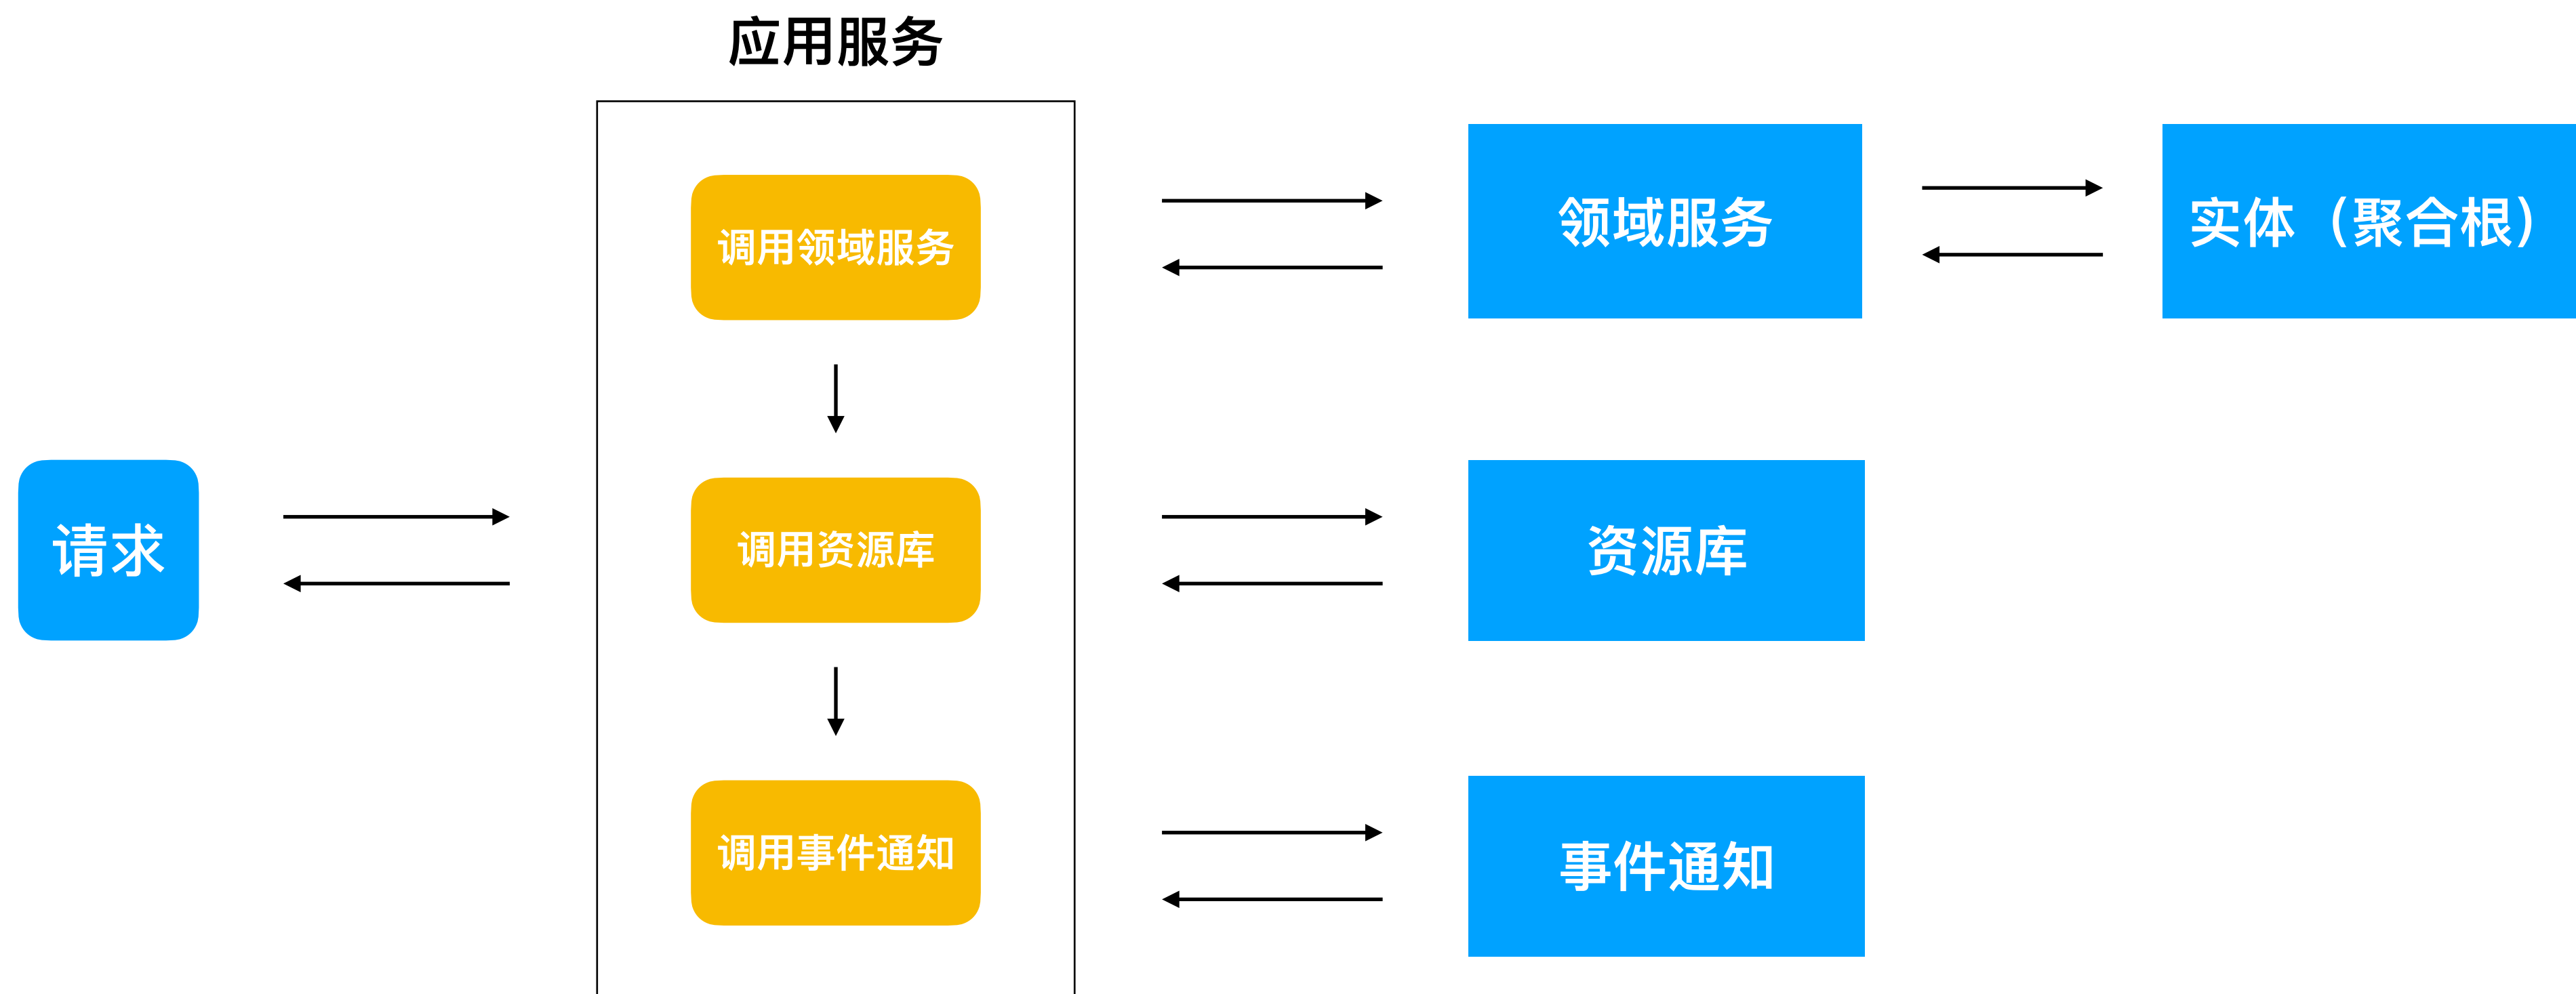 应用服务
调用领域服务
领域服务
实体（聚合根）
请求
调用资源库
资源库
调用事件通知
事件通知